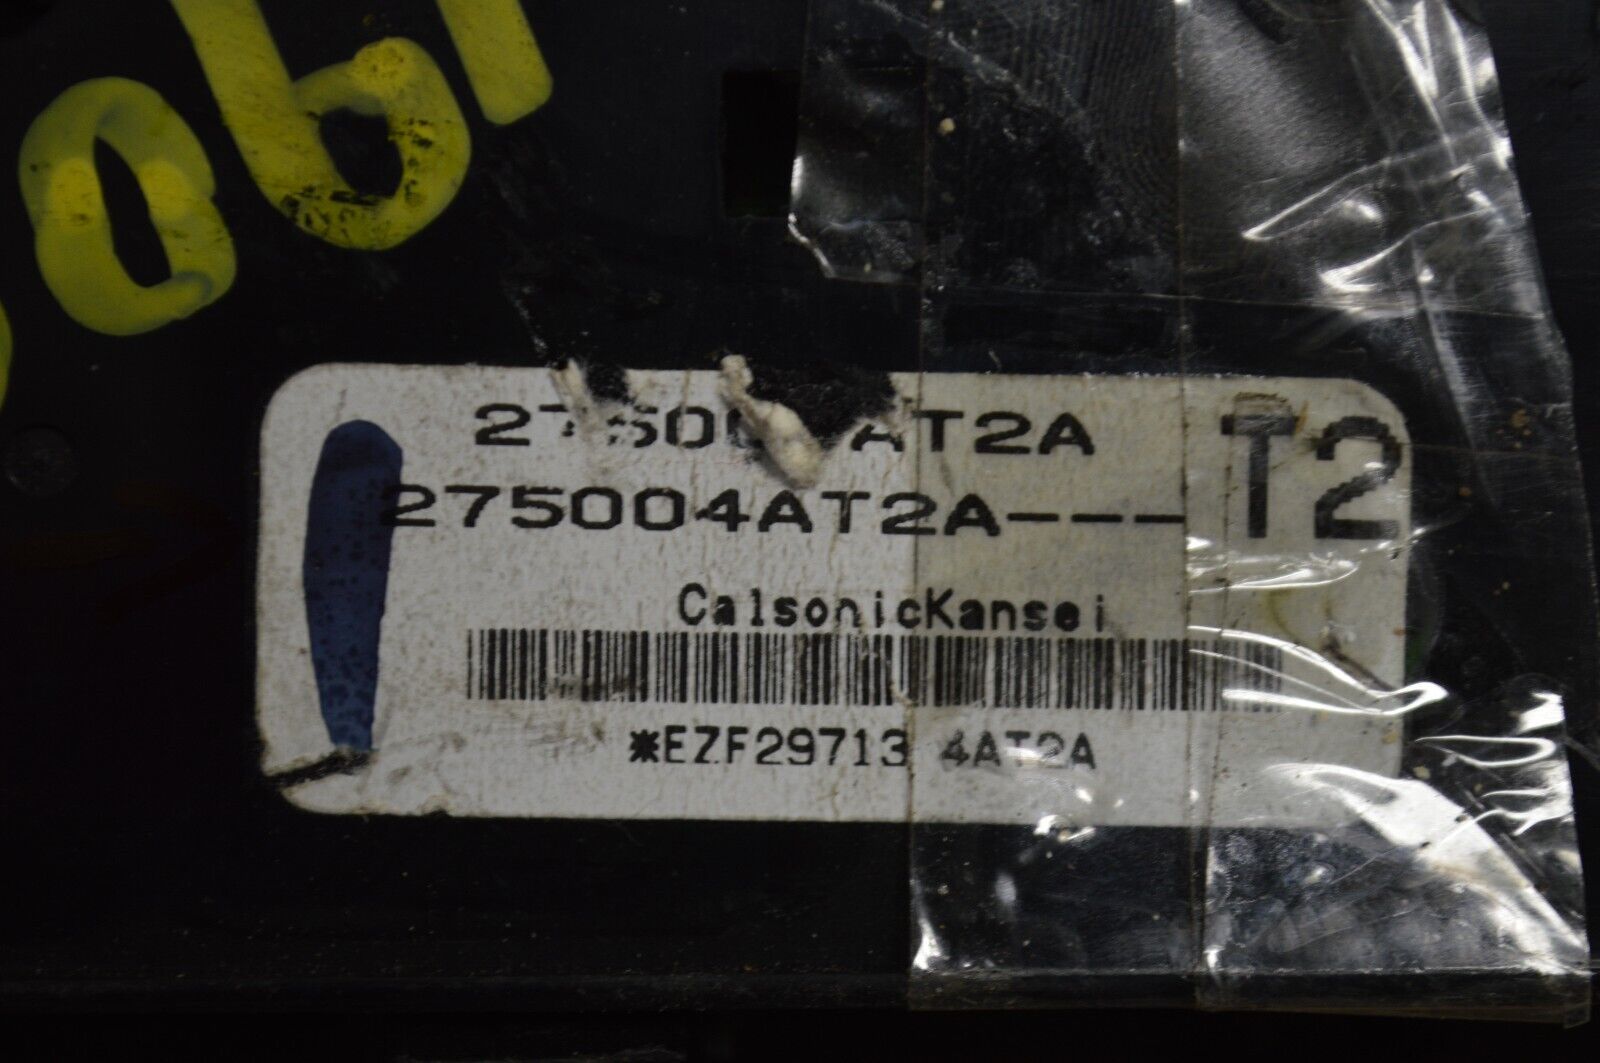 275004AT2A---
T2
CalsonicKansei
*EZF29713 4AT2A